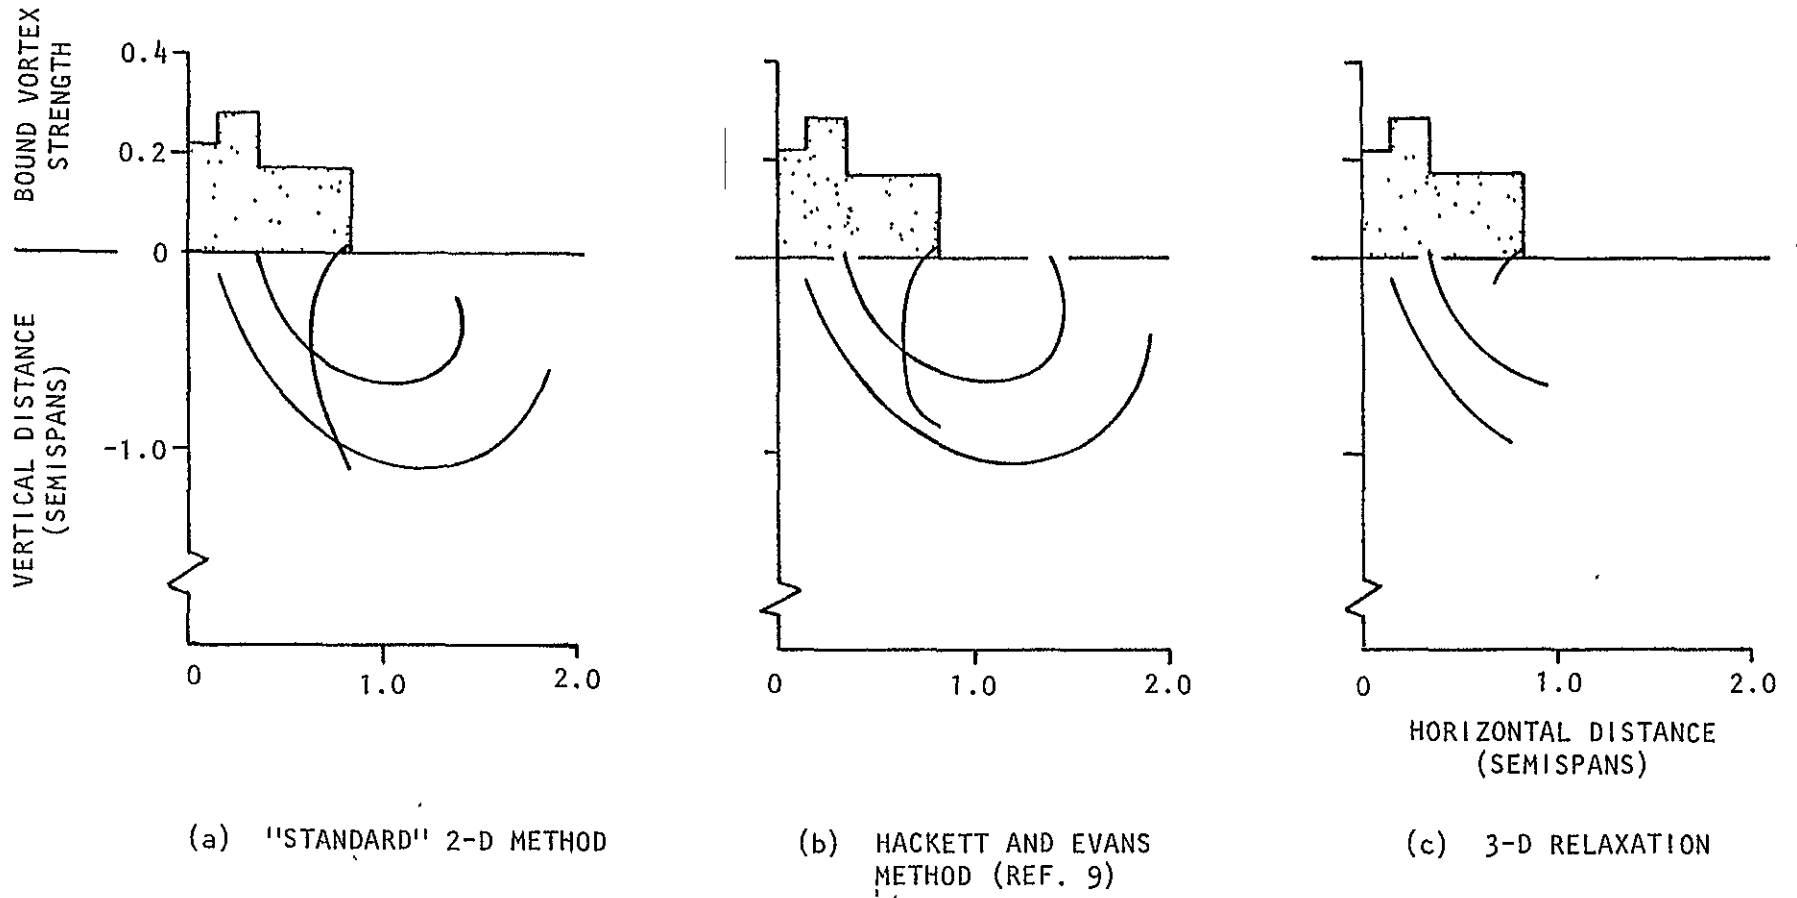 BOUND VORTEX
STRENGTH
VERTICAL DISTANCE
(SEMISPANS)
0.4
0.2
0
-1.0
0 1.0 2.0
0 1.0 2.0
0 1.0 2.0
HORIZONTAL DISTANCE
(SEMISPANS)
(a) "STANDARD" 2-D METHOD
(b) HACKETT AND EVANS
METHOD (REF. 9)
(c) 3-D RELAXATION